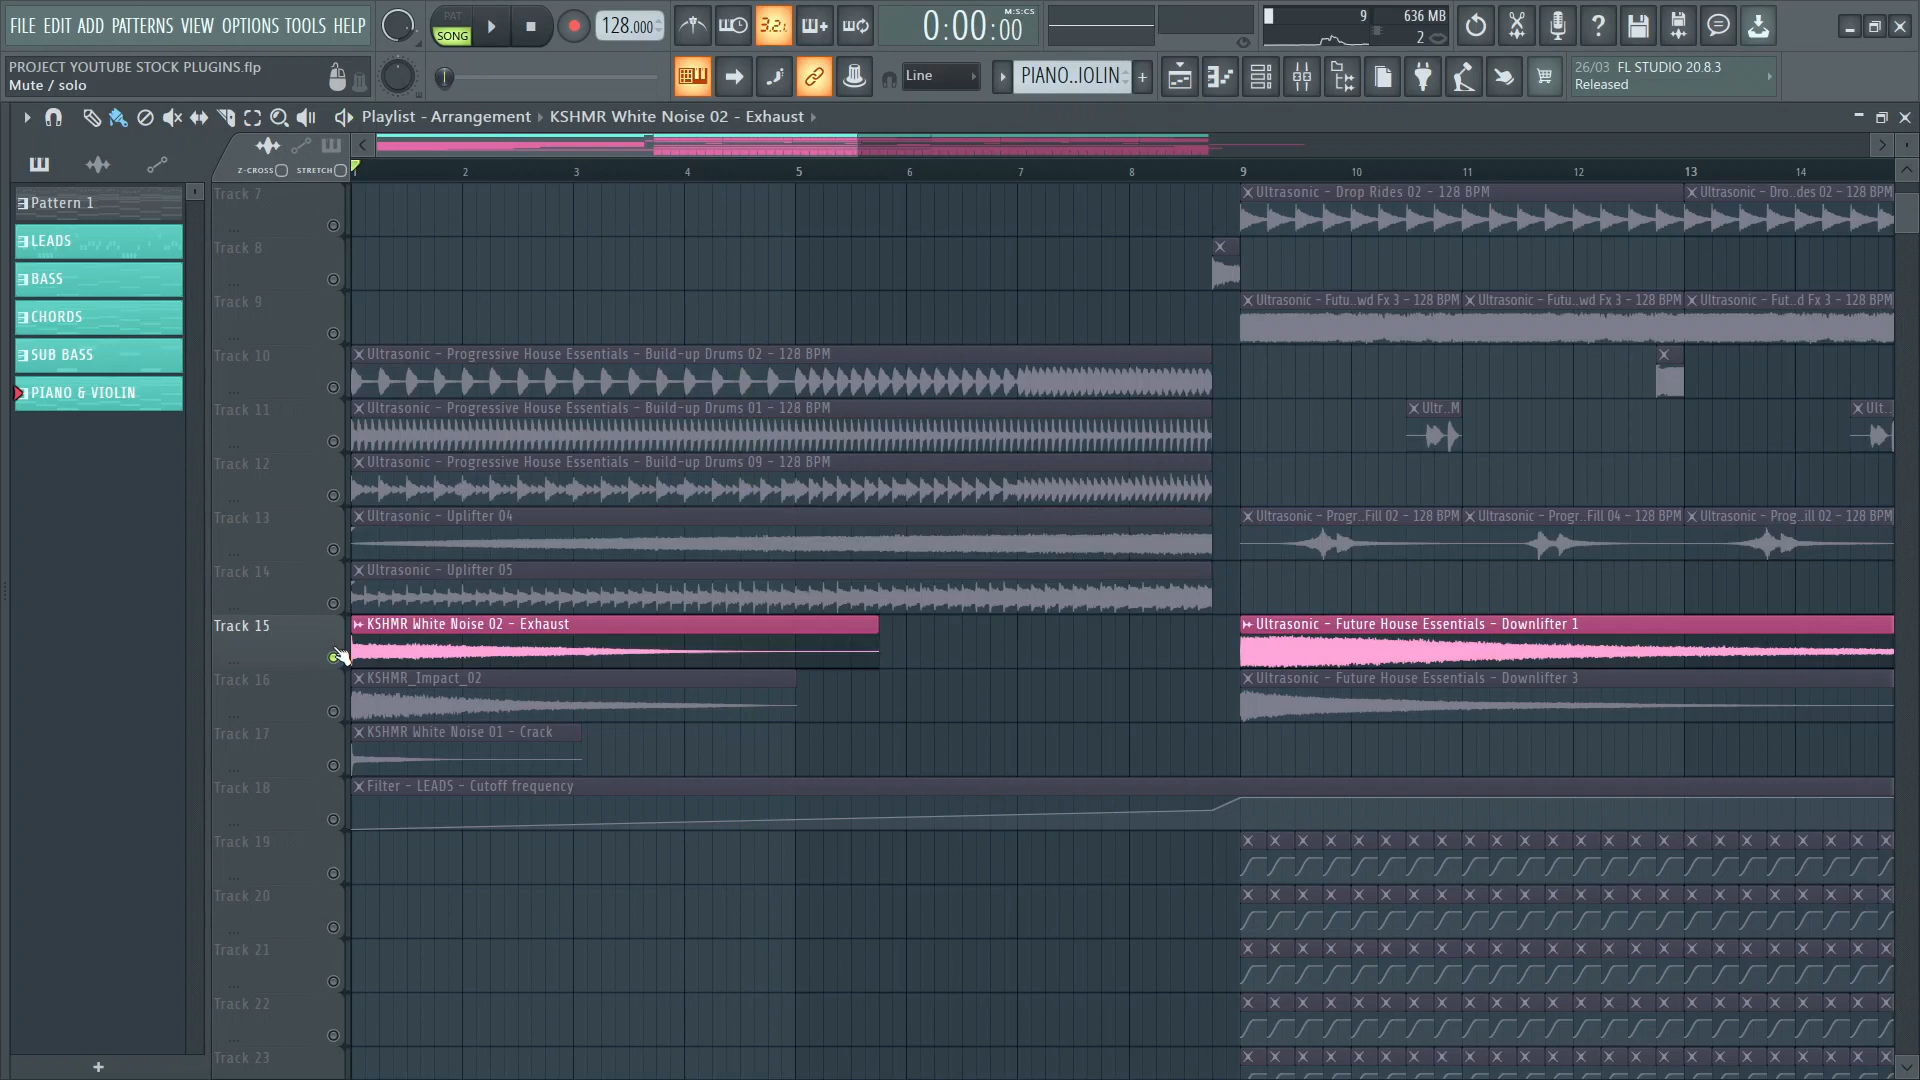 FILE EDIT ADD PATTERNS VIEW OPTIONS TOOLS HELP
PAT
SONG
128.000
3.2.
0:00:00
M:S:CS
9
636 MB
2
PROJECT YOUTUBE STOCK PLUGINS.flp
Mute / solo
Line
PIANO..IOLIN
26/03 FL STUDIO 20.8.3
Released
Playlist - Arrangement
KSHMR White Noise 02 - Exhaust
Z-CROSS
STRETCH
1 2 3 4 5 6 7 8 9 10 11 12 13 14
Pattern 1
LEADS
BASS
CHORDS
SUB BASS
PIANO & VIOLIN
Track 7
Ultrasonic - Drop Rides 02 - 128 BPM
Ultrasonic - Dro..des 02 - 128 BPM
Track 8
Track 9
Ultrasonic - Futu..wd Fx 3 - 128 BPM
Ultrasonic - Futu..wd Fx 3 - 128 BPM
Ultrasonic - Fut..d Fx 3 - 128 BPM
Track 10
Ultrasonic - Progressive House Essentials - Build-up Drums 02 - 128 BPM
Track 11
Ultrasonic - Progressive House Essentials - Build-up Drums 01 - 128 BPM
Ultr..M
Ult..
Track 12
Ultrasonic - Progressive House Essentials - Build-up Drums 09 - 128 BPM
Track 13
Ultrasonic - Uplifter 04
Ultrasonic - Progr..Fill 02 - 128 BPM
Ultrasonic - Progr..Fill 04 - 128 BPM
Ultrasonic - Prog..ill 02 - 128 BPM
Track 14
Ultrasonic - Uplifter 05
Track 15
KSHMR White Noise 02 - Exhaust
Ultrasonic - Future House Essentials - Downlifter 1
Track 16
KSHMR_Impact_02
Ultrasonic - Future House Essentials - Downlifter 3
Track 17
KSHMR White Noise 01 - Crack
Track 18
Filter - LEADS - Cutoff frequency
Track 19
Track 20
Track 21
Track 22
Track 23